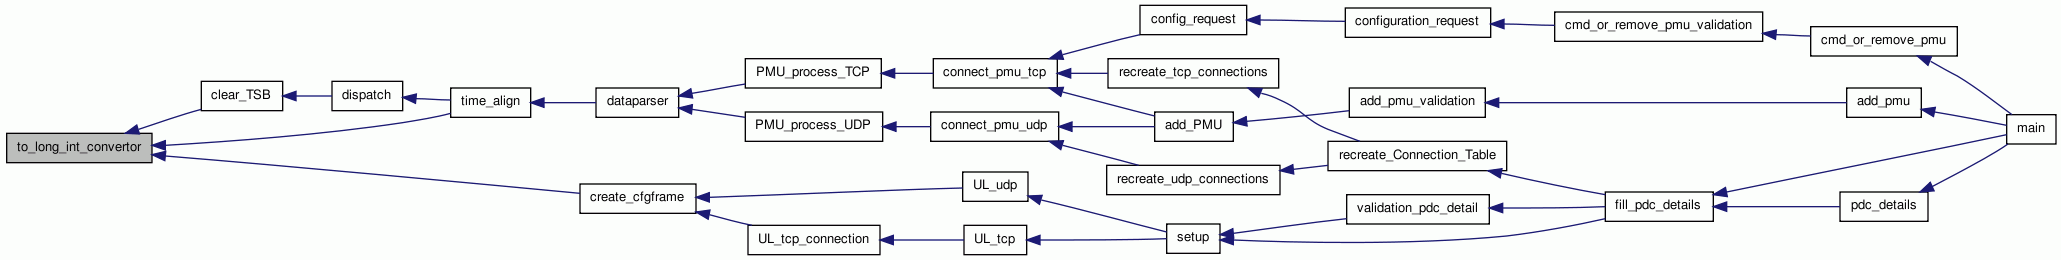 to_long_int_convertor
clear_TSB
dispatch
time_align
dataparser
PMU_process_TCP
PMU_process_UDP
connect_pmu_tcp
connect_pmu_udp
config_request
configuration_request
cmd_or_remove_pmu_validation
cmd_or_remove_pmu
recreate_tcp_connections
add_PMU
add_pmu_validation
add_pmu
main
recreate_udp_connections
recreate_Connection_Table
create_cfgframe
UL_udp
UL_tcp_connection
UL_tcp
setup
validation_pdc_detail
fill_pdc_details
pdc_details